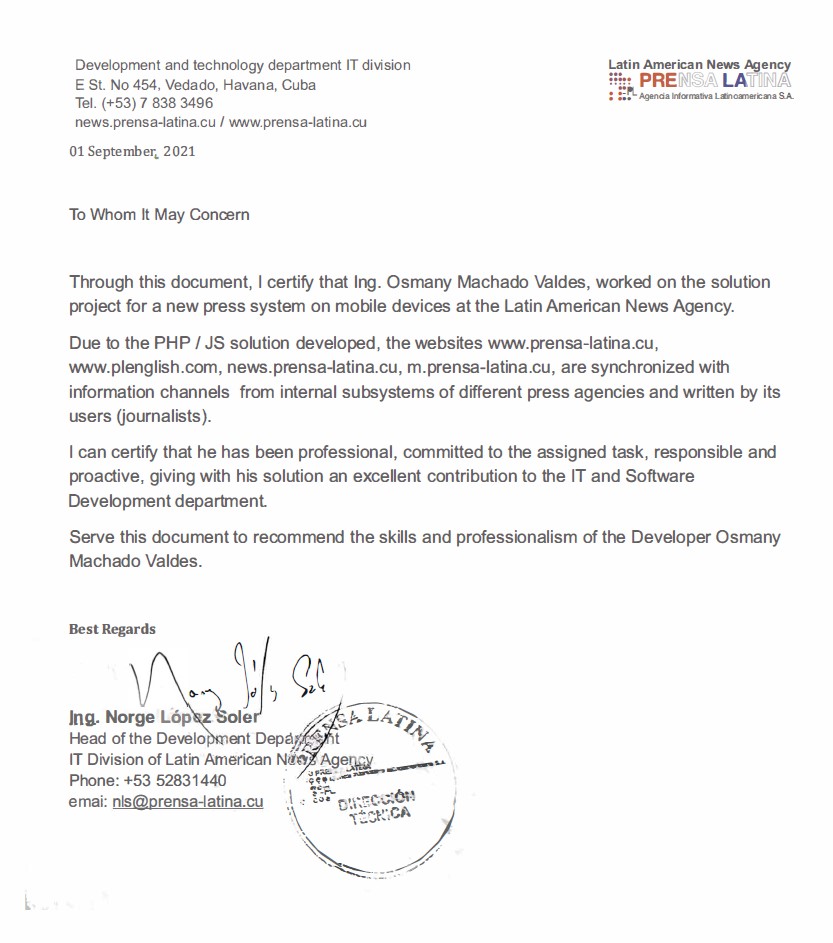 Development and technology department IT division
E St. No 454, Vedado, Havana, Cuba
Tel. (+53) 7 838 3496
news.prensa-latina.cu / www.prensa-latina.cu
Latin American News Agency
PRENSA LATINA
Agencia Informativa Latinoamericana S.A.
01 September, 2021
To Whom It May Concern
Through this document, I certify that Ing. Osmany Machado Valdes, worked on the solution
project for a new press system on mobile devices at the Latin American News Agency.
Due to the PHP / JS solution developed, the websites www.prensa-latina.cu,
www.plenglish.com, news.prensa-latina.cu, m.prensa-latina.cu, are synchronized with
information channels from internal subsystems of different press agencies and written by its
users (journalists).
I can certify that he has been professional, committed to the assigned task, responsible and
proactive, giving with his solution an excellent contribution to the IT and Software
Development department.
Serve this document to recommend the skills and professionalism of the Developer Osmany
Machado Valdes.
Best Regards
Ing. Norge López Soler
Head of the Development Department
IT Division of Latin American News Agency
Phone: +53 52831440
emai: nls@prensa-latina.cu
PRENSA LATINA
DIRECCIÓN
TÉCNICA